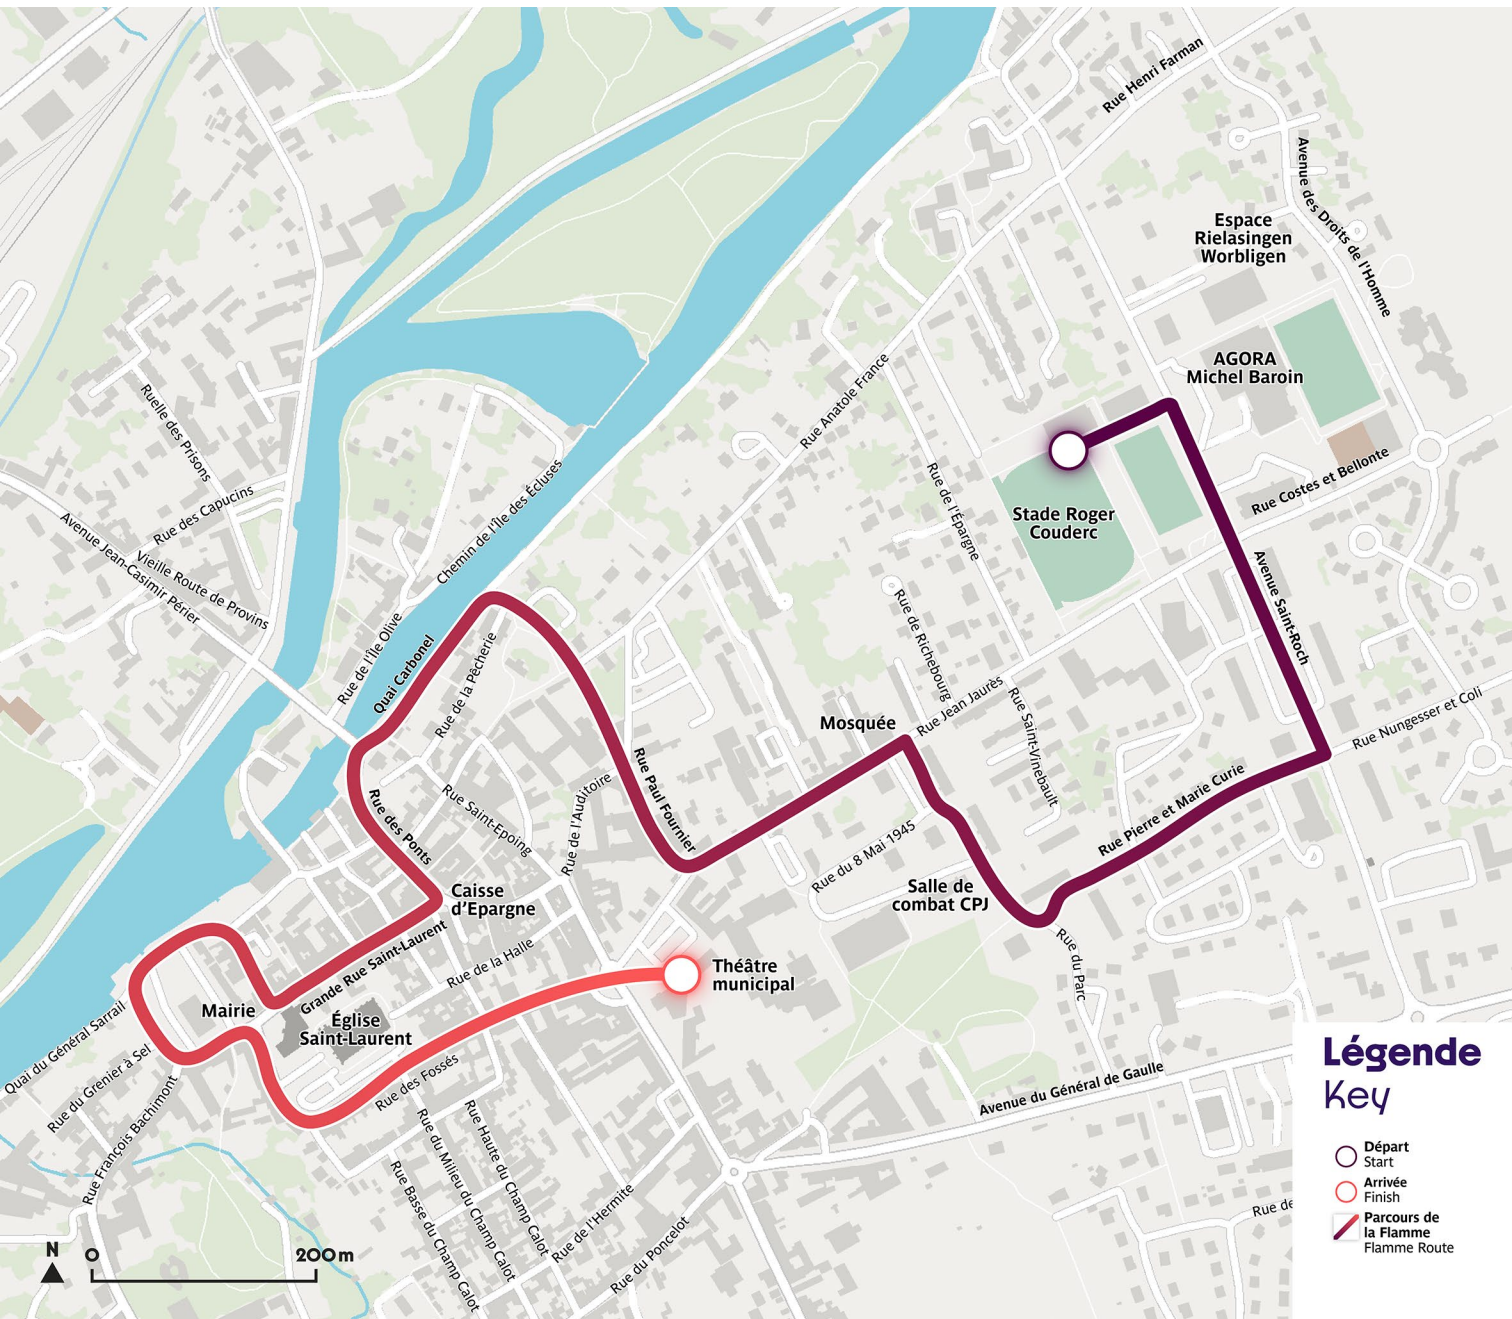 Rue Henri Farman
Avenue des Droits de l'Homme
Espace
Rielasingen
Worbligen
AGORA
Michel Baroin
Rue Anatole France
Ruelle des Prisons
Rue des Capucins
Chemin de l'Île des Écluses
Rue de l'Épargne
Stade Roger
Couderc
Rue Costes et Bellonte
Avenue Jean-Casimir Périer
Vieille Route de Provins
Rue de l'Île Olive
Quai Carbonel
Rue de la Pêcherie
Rue de Richebourg
Avenue Saint-Roch
Mosquée
Rue Jean Jaurès
Rue Saint-Vinebault
Rue Nungesser et Coli
Rue Paul Fournier
Rue Pierre et Marie Curie
Rue des Ponts
Rue Saint-Epoing
Rue de l'Auditoire
Rue du 8 Mai 1945
Caisse
d'Epargne
Salle de
combat CPJ
Grande Rue Saint-Laurent
Rue de la Halle
Rue du Parc
Théâtre
municipal
Quai du Général Sarrail
Mairie
Église
Saint-Laurent
Rue du Grenier à Sel
Rue des Fossés
Rue François Bachimont
Avenue du Général de Gaulle
Rue Haute du Champ Calot
Rue du Milieu du Champ Calot
Rue Basse du Champ Calot
Rue de l'Hermite
Rue du Poncelot
Rue de
N
0
200m
Légende
Key
Départ
Start
Arrivée
Finish
Parcours de
la Flamme
Flamme Route